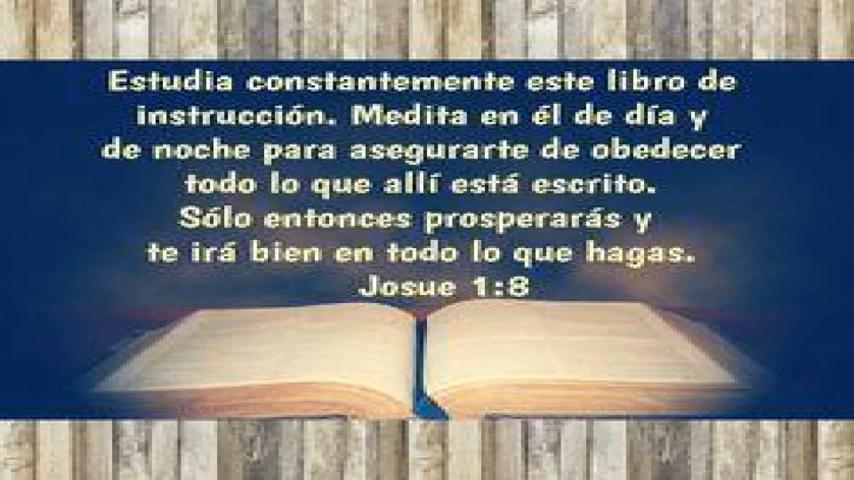 Estudia constantemente este libro de
instrucción. Medita en él de día y
de noche para asegurarte de obedecer
todo lo que allí está escrito.
Sólo entonces prosperarás y
te irá bien en todo lo que hagas.
Josue 1:8